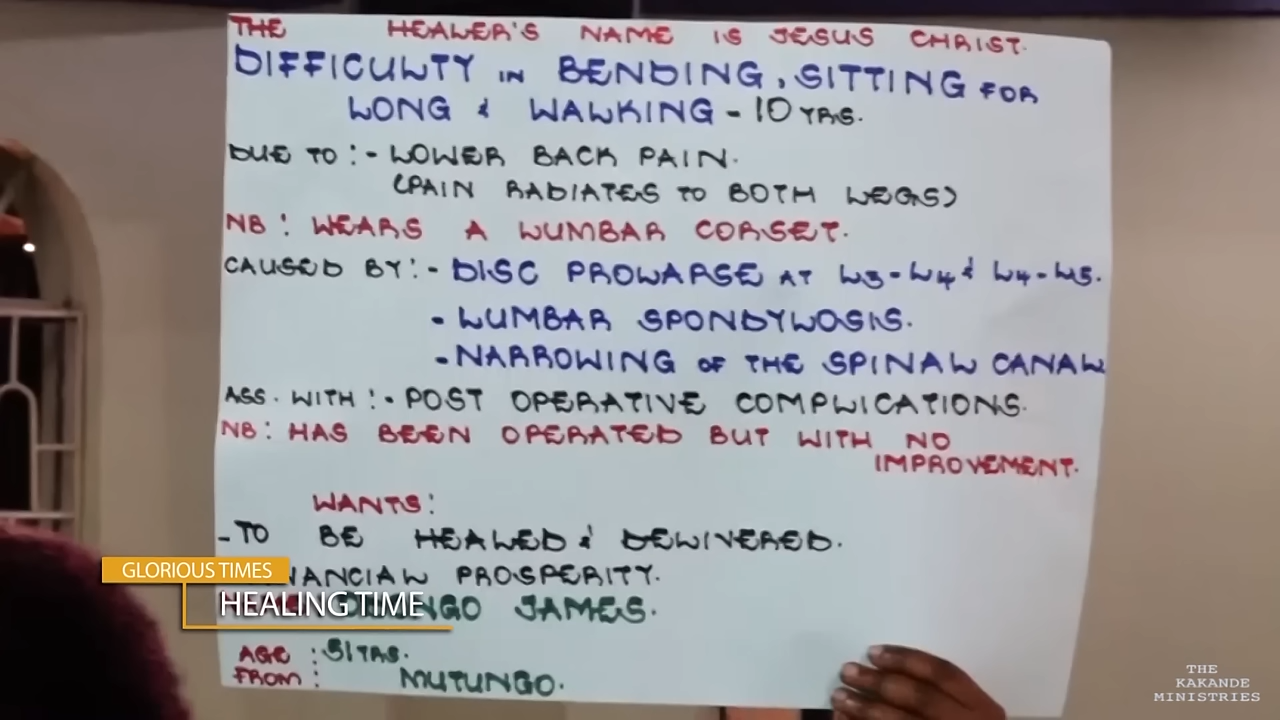 THE HEALER'S NAME IS JESUS CHRIST.
DIFFICULTY IN BENDING, SITTING FOR
LONG & WALKING - 10 YRS.
DUE TO :- LOWER BACK PAIN.
(PAIN RADIATES TO BOTH LEGS)
NB : WEARS A LUMBAR CORSET.
CAUSED BY :- DISC PROLAPSE AT L3-L4 & L4-L5.
- LUMBAR SPONDYLOSIS.
- NARROWING OF THE SPINAL CANAL
ASS. WITH :- POST OPERATIVE COMPLICATIONS.
NB: HAS BEEN OPERATED BUT WITH NO
IMPROVEMENT.
WANTS:
- TO BE HEALED & DELIVERED.
GLORIOUS TIMES
NANCIAL PROSPERITY.
HEALING TIME
NGO JAMES.
AGE : 51YRS.
FROM : MUTUNGO.
THE
KAKANDE
MINISTRIES